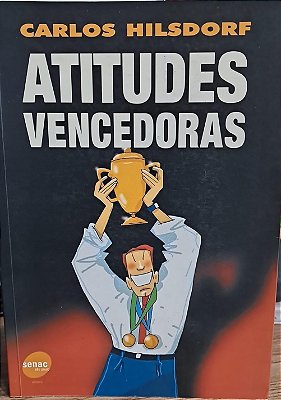 CARLOS HILSDORF
ATITUDES
VENCEDORAS
senac